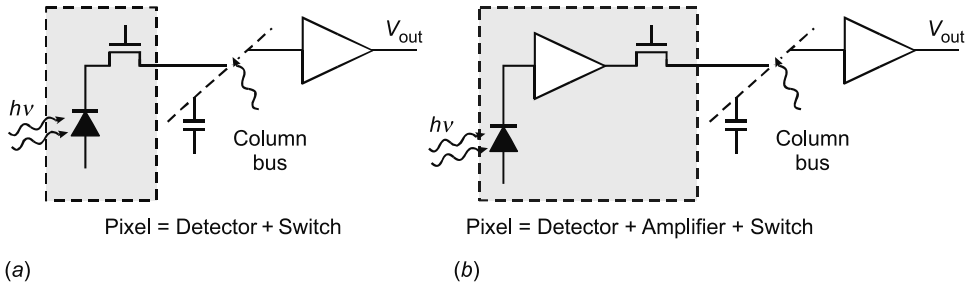 hν
Column
bus
V_out
Pixel = Detector + Switch
(a)
hν
Column
bus
V_out
Pixel = Detector + Amplifier + Switch
(b)